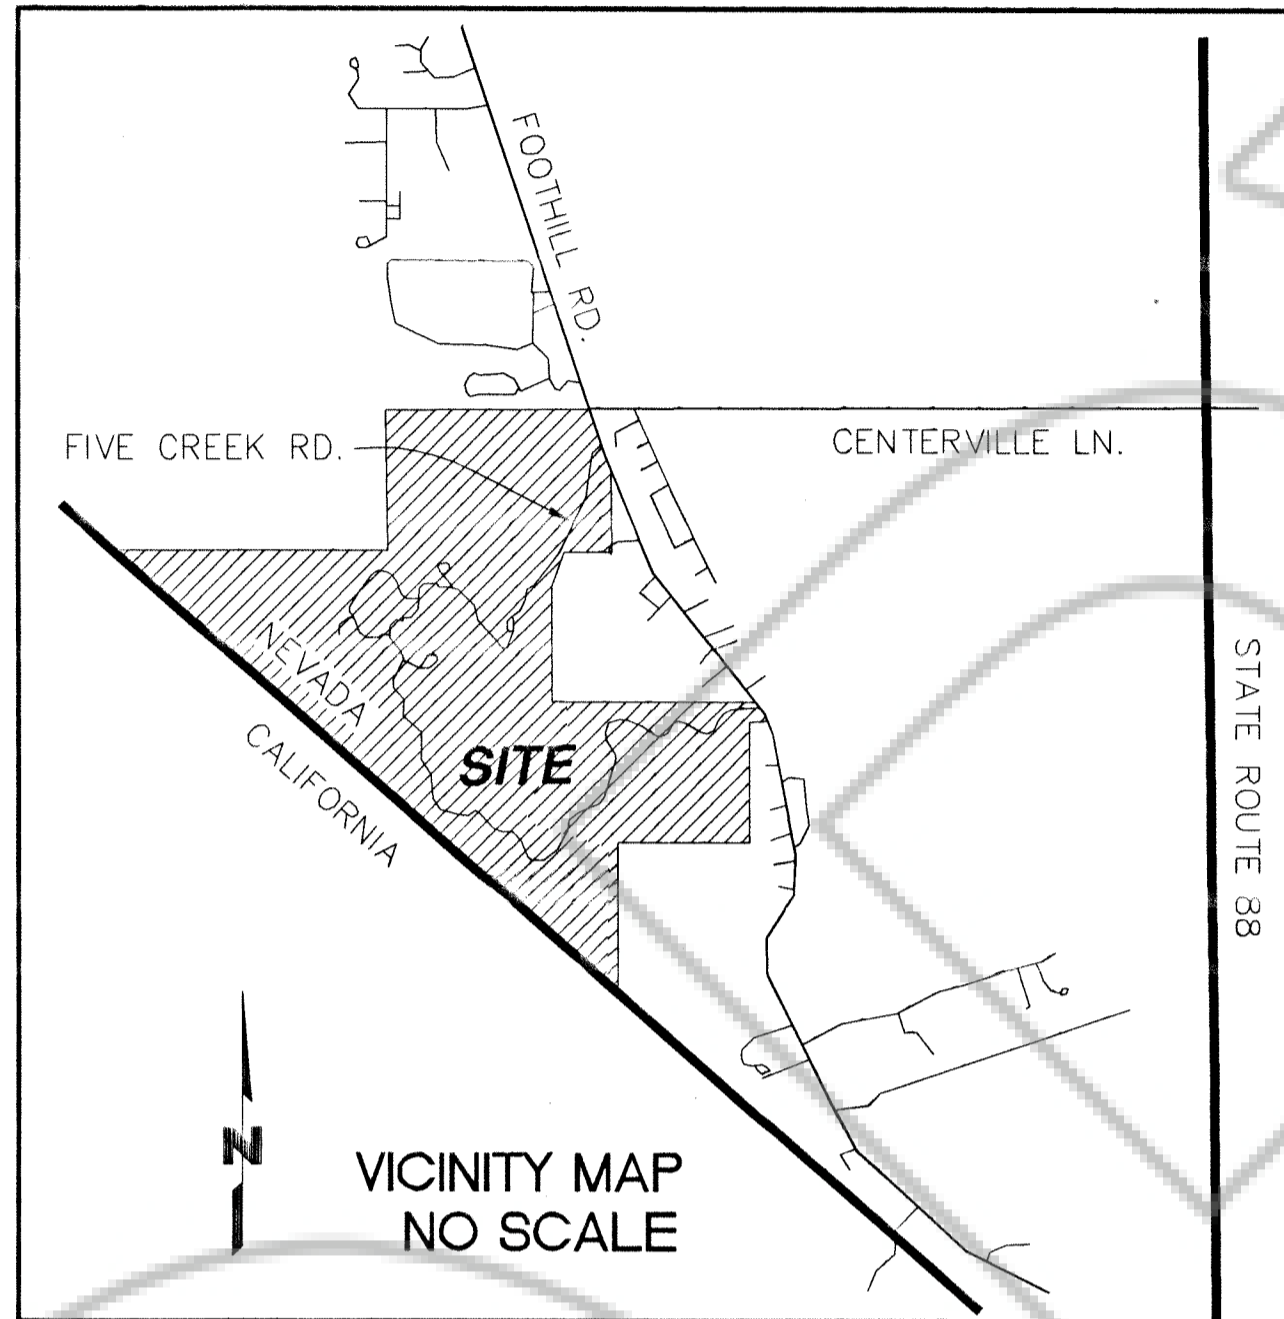 FOOTHILL RD.
FIVE CREEK RD.
CENTERVILLE LN.
NEVADA
CALIFORNIA
SITE
STATE ROUTE 88
N
VICINITY MAP
NO SCALE